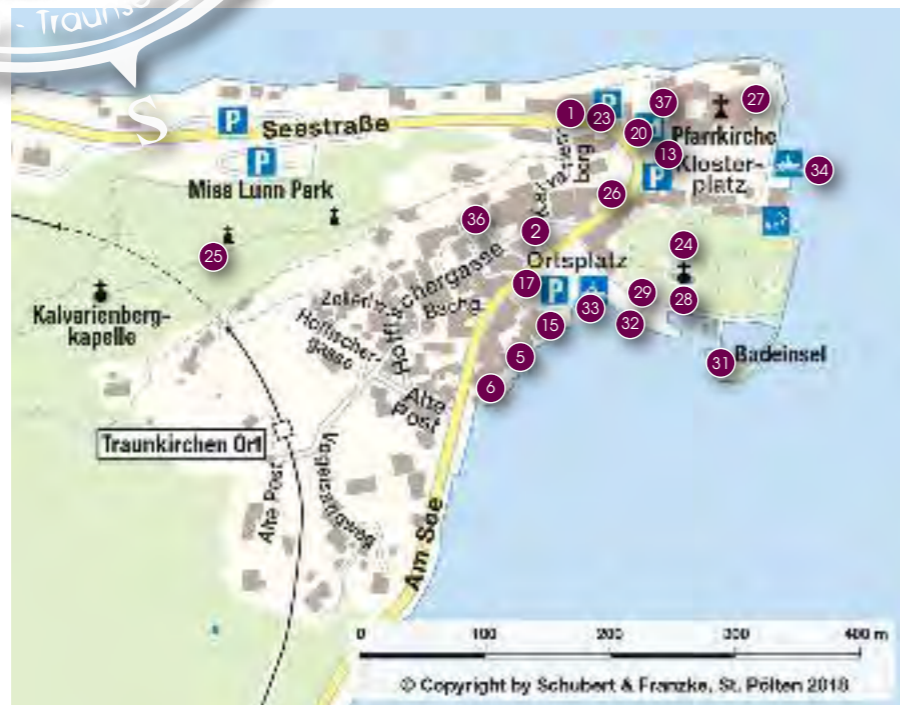 S
P
Seestraße
P
Miss Lunn Park
1
23
P
37
20
13
27
Pfarrkirche
Kloster-
platz
P
34
26
36
2
25
24
Ortsplatz
17
P
33
29
28
32
15
5
6
31
Badeinsel
Kalvarienberg-
kapelle
Hoffischergasse
Hoffischer-
gasse
Alte
Post
Traunkirchen Ort
Alte Post
Am See
0
100
200
300
400 m
© Copyright by Schubert & Franzke, St. Pölten 2018